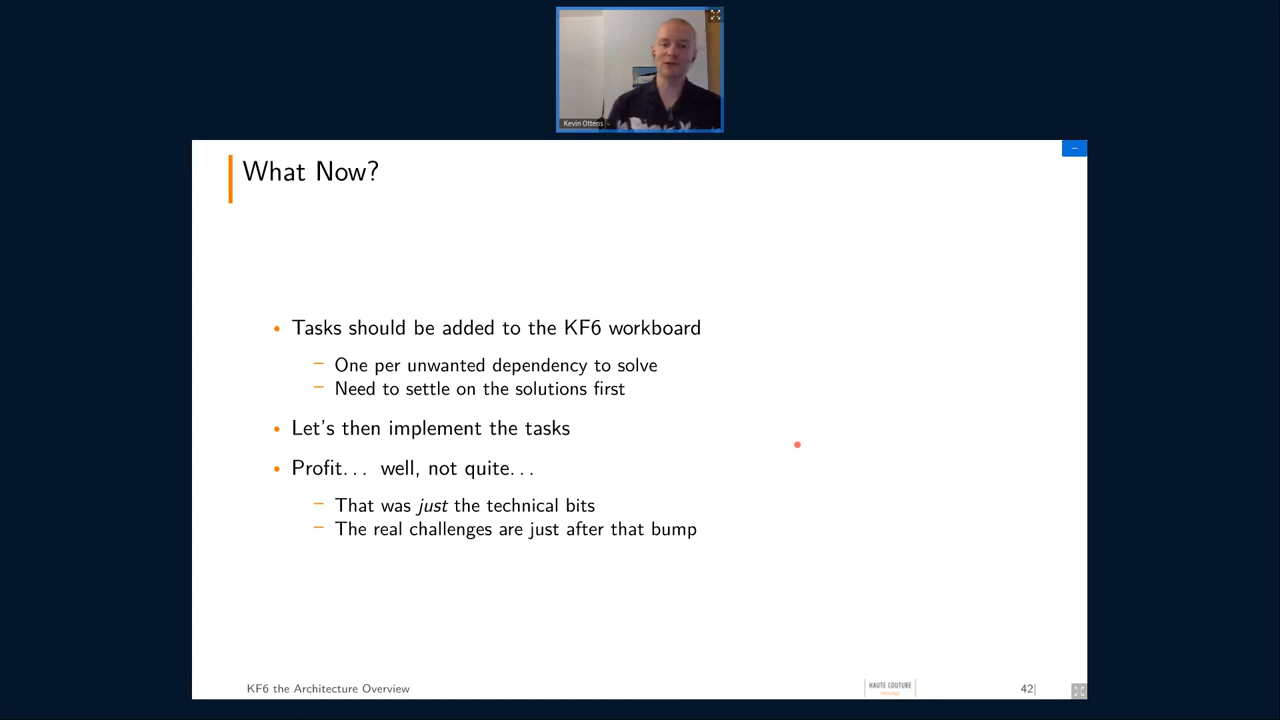 Kevin Ottens
What Now?
• Tasks should be added to the KF6 workboard
– One per unwanted dependency to solve
– Need to settle on the solutions first
• Let's then implement the tasks
• Profit... well, not quite...
– That was just the technical bits
– The real challenges are just after that bump
KF6 the Architecture Overview
HAUTE COUTURE
42|